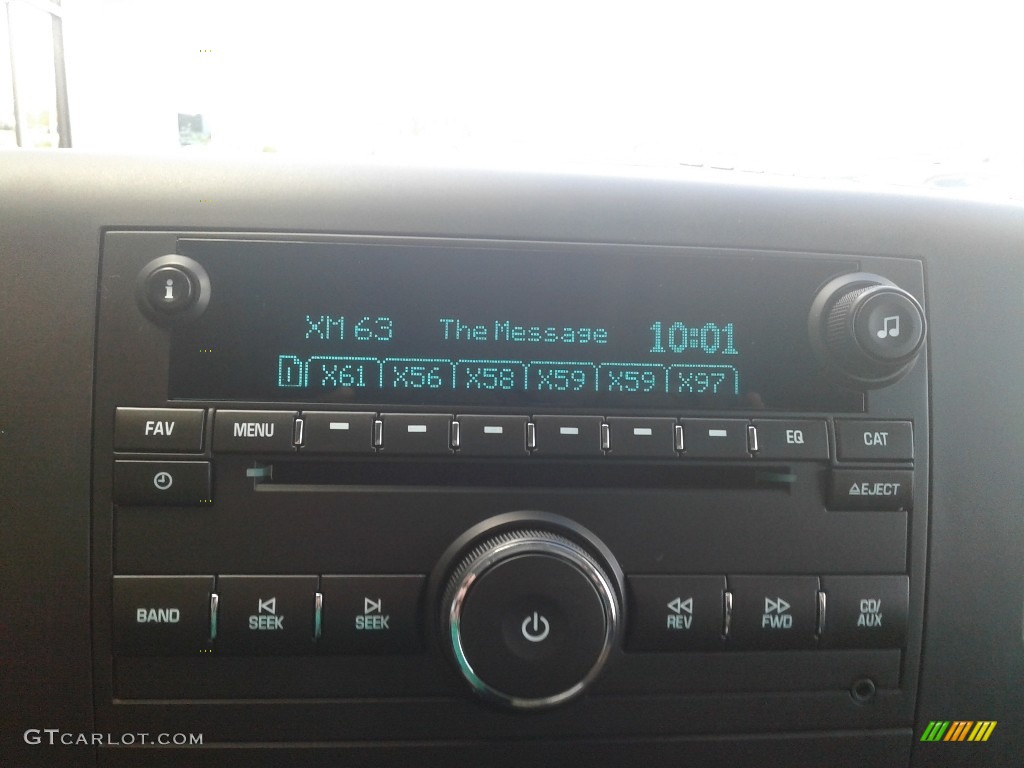 i
XM 63 The Message 10:01
1 X61 X56 X58 X59 X59 X97
FAV MENU EQ CAT
EJECT
BAND SEEK SEEK REV FWD CD/
AUX
GTCARLOT.COM